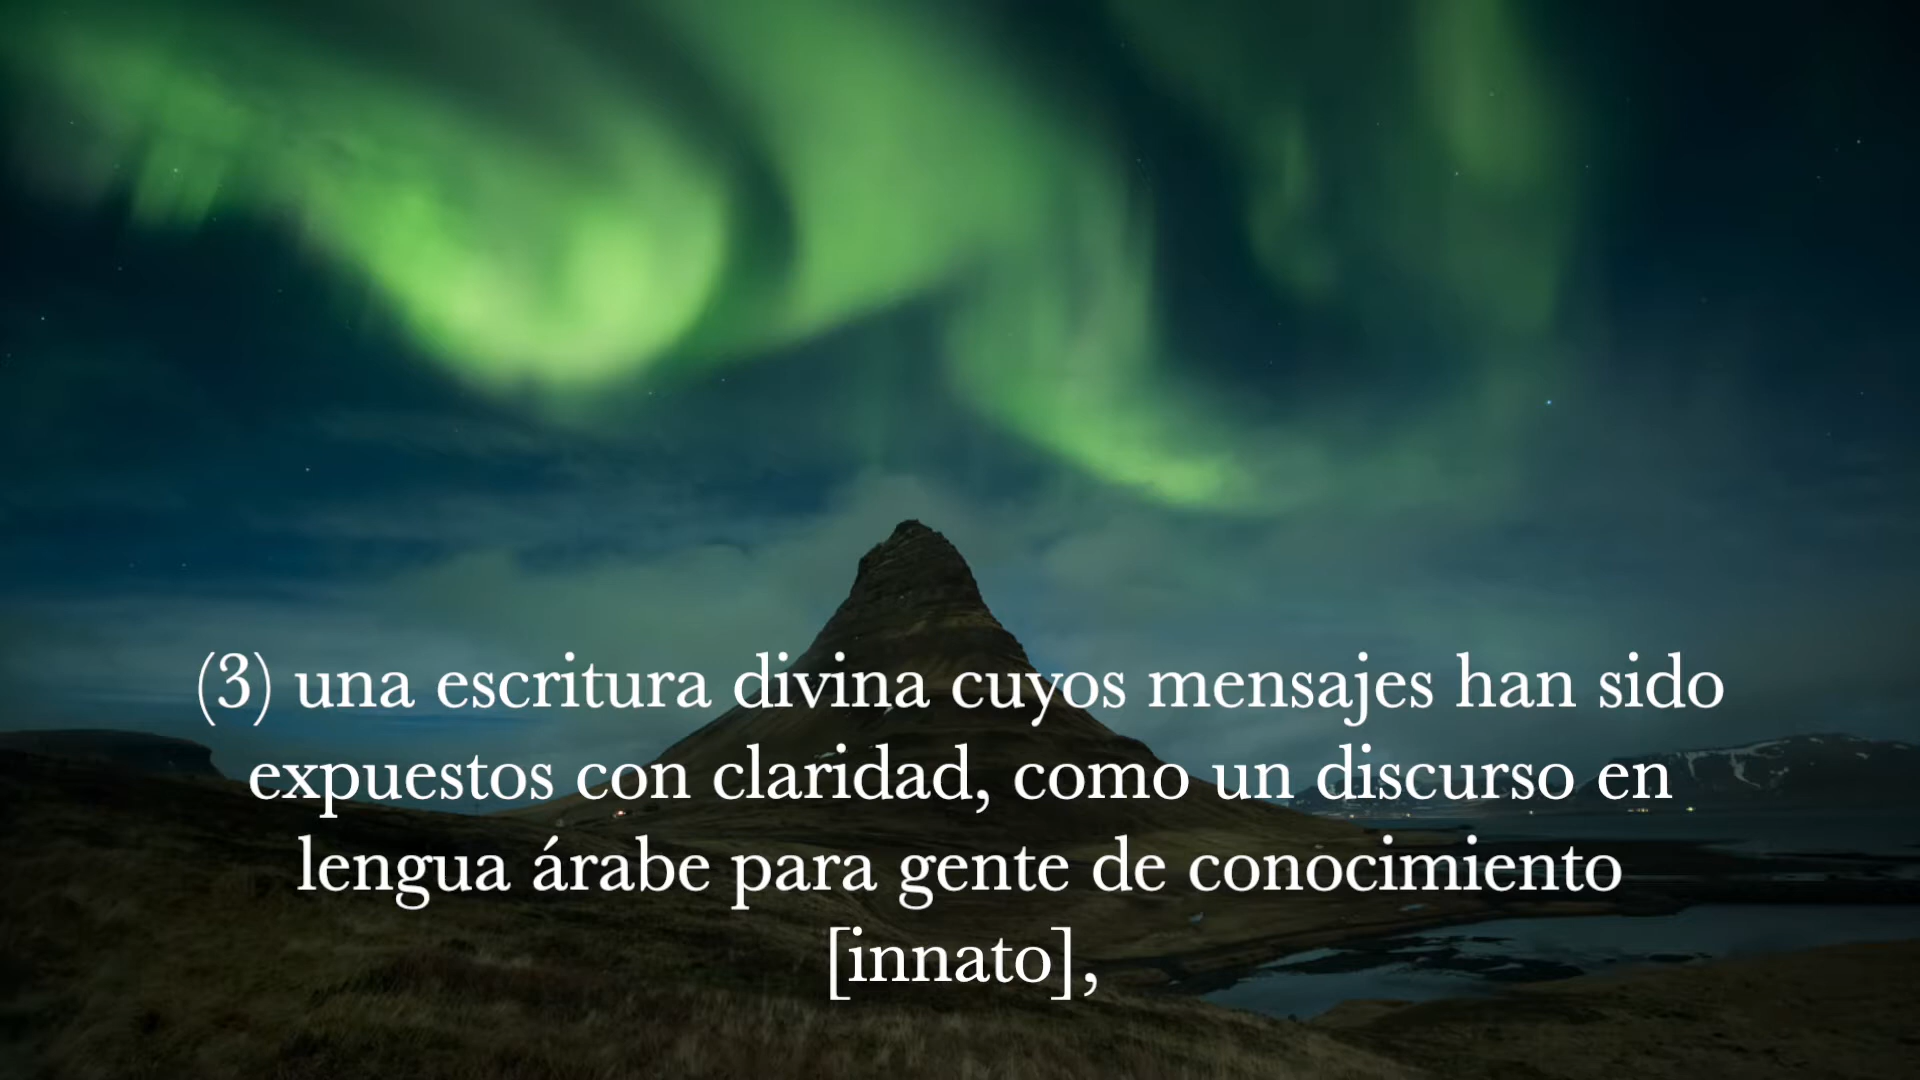 (3) una escritura divina cuyos mensajes han sido
expuestos con claridad, como un discurso en
lengua árabe para gente de conocimiento
[innato],